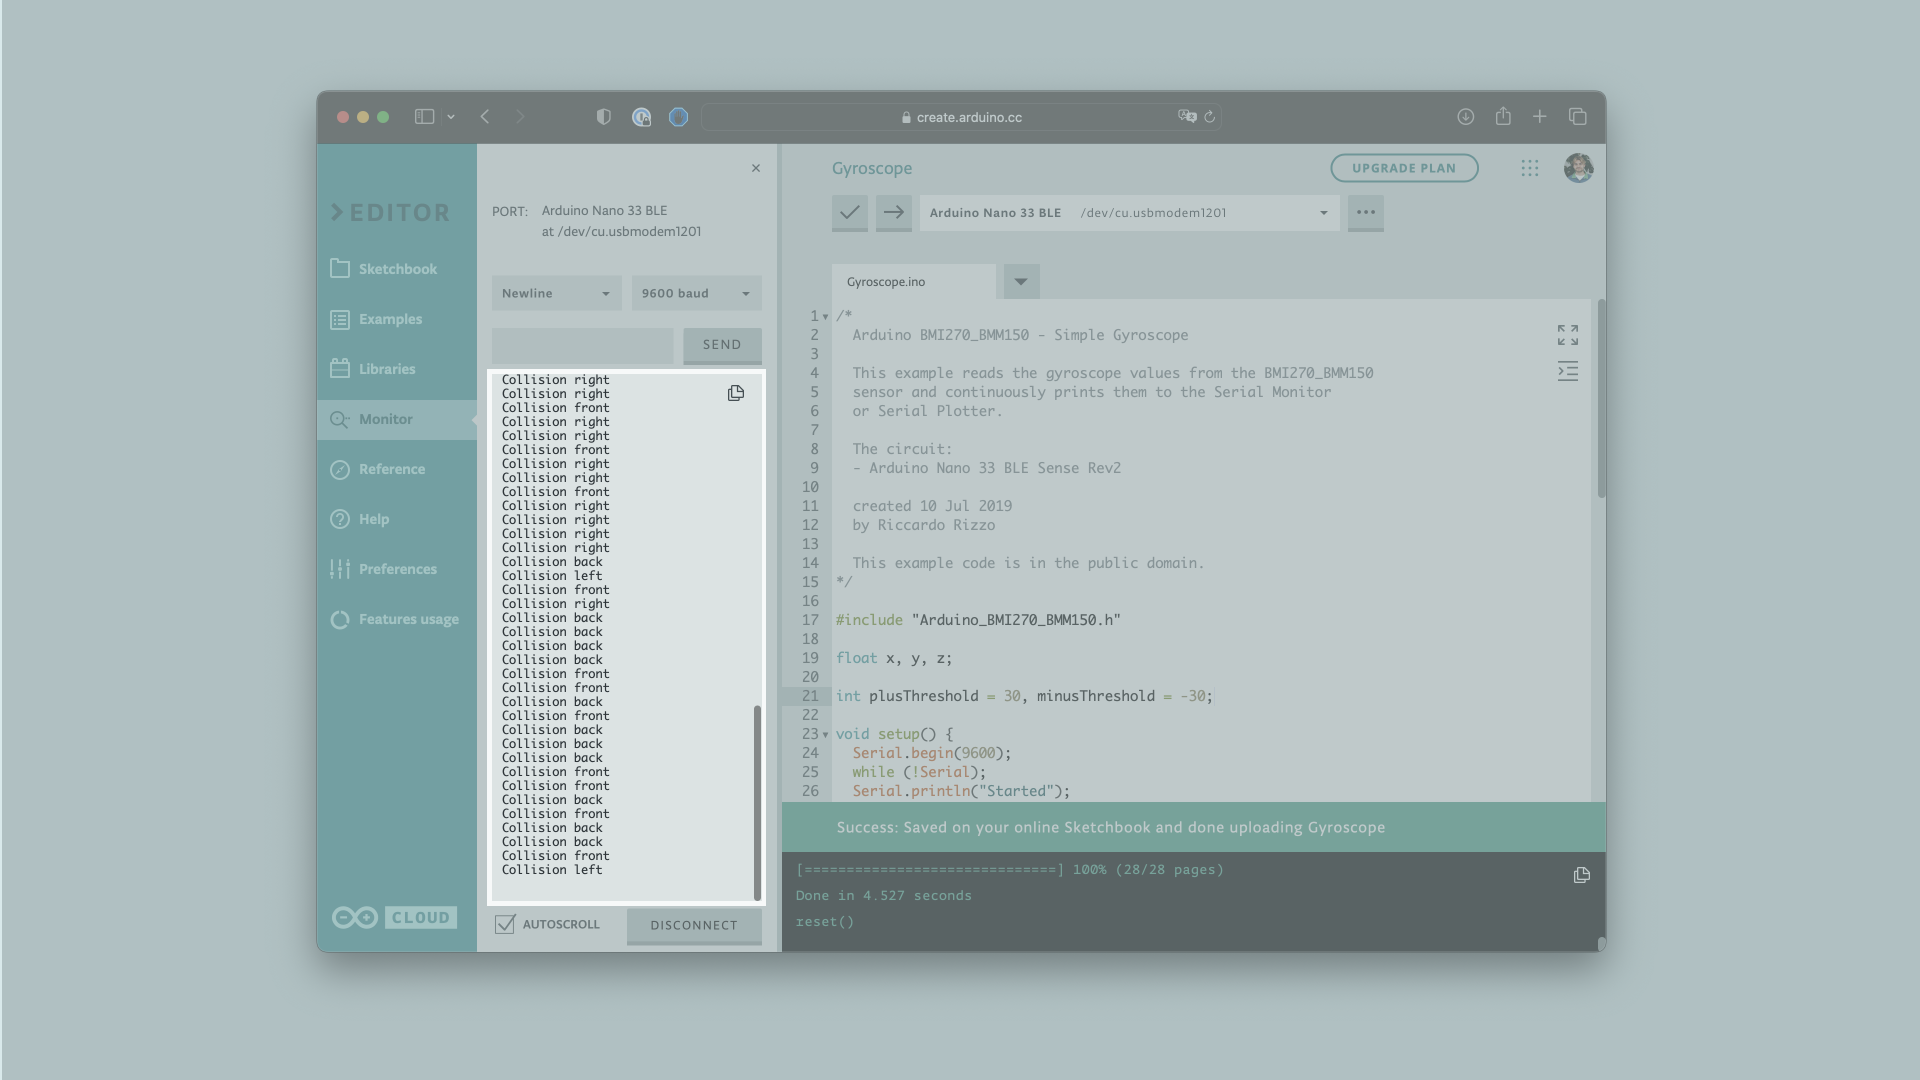 create.arduino.cc
EDITOR
Sketchbook
Examples
Libraries
Monitor
Reference
Help
Preferences
Features usage
CLOUD
PORT: Arduino Nano 33 BLE
at /dev/cu.usbmodem1201
Newline
9600 baud
SEND
Collision right
Collision right
Collision front
Collision right
Collision right
Collision front
Collision right
Collision right
Collision front
Collision right
Collision right
Collision right
Collision right
Collision back
Collision left
Collision front
Collision right
Collision back
Collision back
Collision back
Collision back
Collision front
Collision front
Collision back
Collision front
Collision back
Collision back
Collision back
Collision front
Collision front
Collision back
Collision front
Collision back
Collision back
Collision front
Collision left
AUTOSCROLL
DISCONNECT
Gyroscope
UPGRADE PLAN
Arduino Nano 33 BLE /dev/cu.usbmodem1201
Gyroscope.ino
1 /*
2 Arduino BMI270_BMM150 - Simple Gyroscope
3
4 This example reads the gyroscope values from the BMI270_BMM150
5 sensor and continuously prints them to the Serial Monitor
6 or Serial Plotter.
7
8 The circuit:
9 - Arduino Nano 33 BLE Sense Rev2
10
11 created 10 Jul 2019
12 by Riccardo Rizzo
13
14 This example code is in the public domain.
15 */
16
17 #include "Arduino_BMI270_BMM150.h"
18
19 float x, y, z;
20
21 int plusThreshold = 30, minusThreshold = -30;
22
23 void setup() {
24 Serial.begin(9600);
25 while (!Serial);
26 Serial.println("Started");
Success: Saved on your online Sketchbook and done uploading Gyroscope
[==============================] 100% (28/28 pages)
Done in 4.527 seconds
reset()